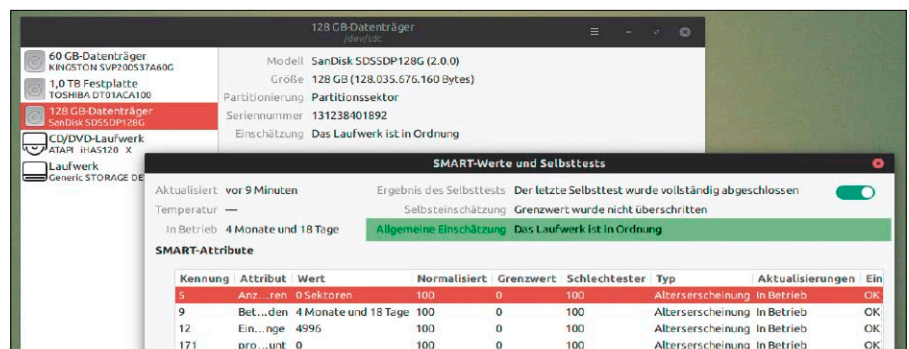 128 GB-Datenträger
/dev/sdc
60 GB-Datenträger
KINGSTON SVP200S37A60G
1,0 TB Festplatte
TOSHIBA DT01ACA100
128 GB-Datenträger
SanDisk SDSSDP128G
CD/DVD-Laufwerk
ATAPI iHAS120 X
Laufwerk
Generic STORAGE DE
Modell SanDisk SDSSDP128G (2.0.0)
Größe 128 GB (128.035.676.160 Bytes)
Partitionierung Partitionssektor
Seriennummer 131238401892
Einschätzung Das Laufwerk ist in Ordnung
SMART-Werte und Selbsttests
Aktualisiert vor 9 Minuten Ergebnis des Selbsttests Der letzte Selbsttest wurde vollständig abgeschlossen
Temperatur — Selbsteinschätzung Grenzwert wurde nicht überschritten
In Betrieb 4 Monate und 18 Tage Allgemeine Einschätzung Das Laufwerk ist in Ordnung
SMART-Attribute
Kennung Attribut Wert Normalisiert Grenzwert Schlechtester Typ Aktualisierungen Ein
5 Anz...ren 0 Sektoren 100 0 100 Alterserscheinung In Betrieb OK
9 Bet...den 4 Monate und 18 Tage 100 0 100 Alterserscheinung In Betrieb OK
12 Ein...nge 4996 100 0 100 Alterserscheinung In Betrieb OK
171 pro...unt 0 100 0 100 Alterserscheinung In Betrieb OK